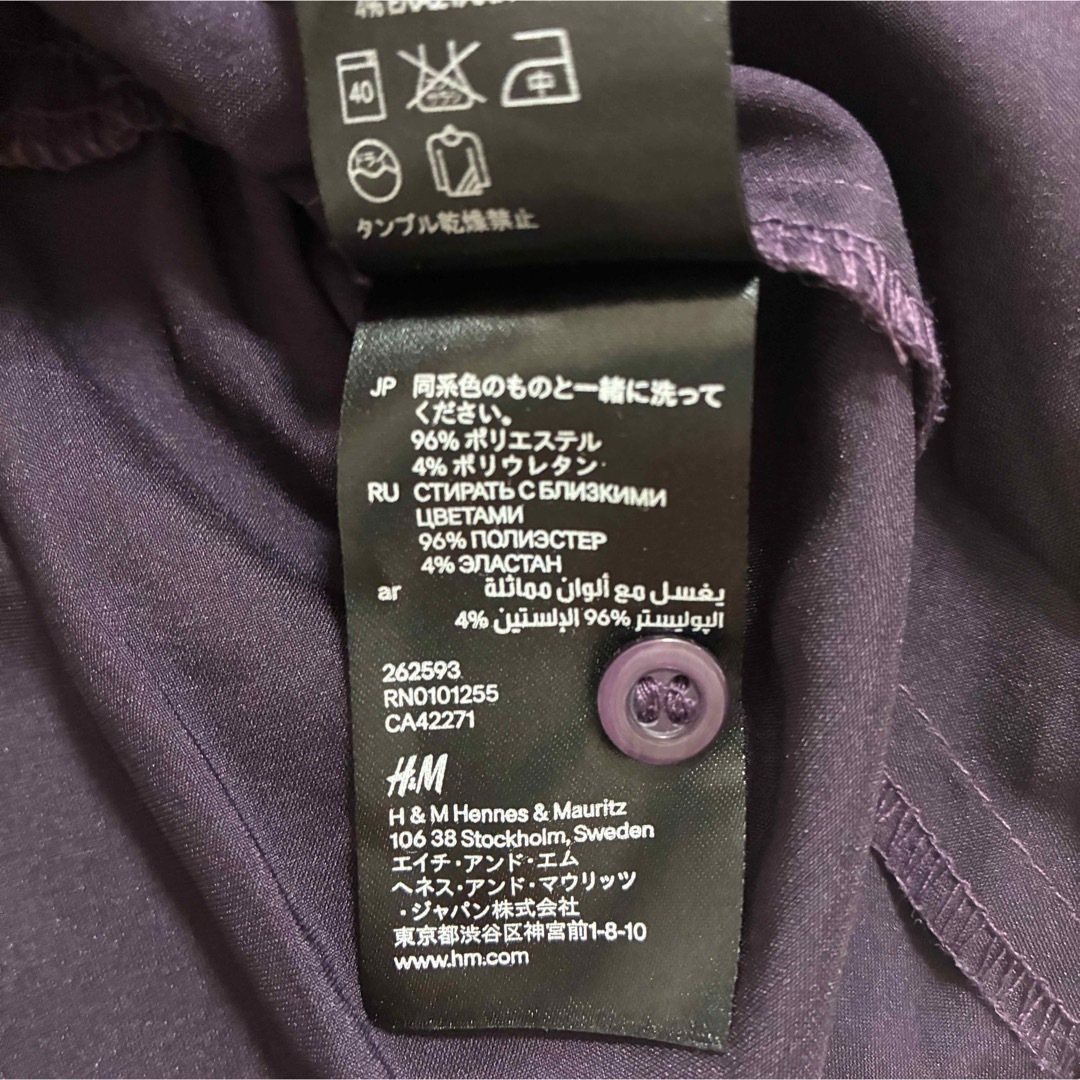 40
中
ドライ
タンブル乾燥禁止
JP 同系色のものと一緒に洗って
ください。
96% ポリエステル
4% ポリウレタン
RU СТИРАТЬ С БЛИЗКИМИ
ЦВЕТАМИ
96% ПОЛИЭСТЕР
4% ЭЛАСТАН
ar يغسل مع ألوان مماثلة
البوليستر 96% الإلستين 4%
262593
RN0101255
CA42271
H&M
H & M Hennes & Mauritz
106 38 Stockholm, Sweden
エイチ・アンド・エム
ヘネス・アンド・マウリッツ
・ジャパン株式会社
東京都渋谷区神宮前1-8-10
www.hm.com